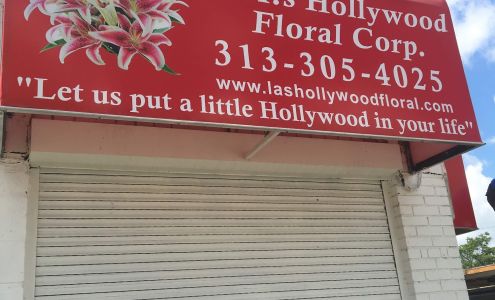 Hollywood
Floral Corp.
313-305-4025
www.lashollywoodfloral.com
"Let us put a little Hollywood in your life"